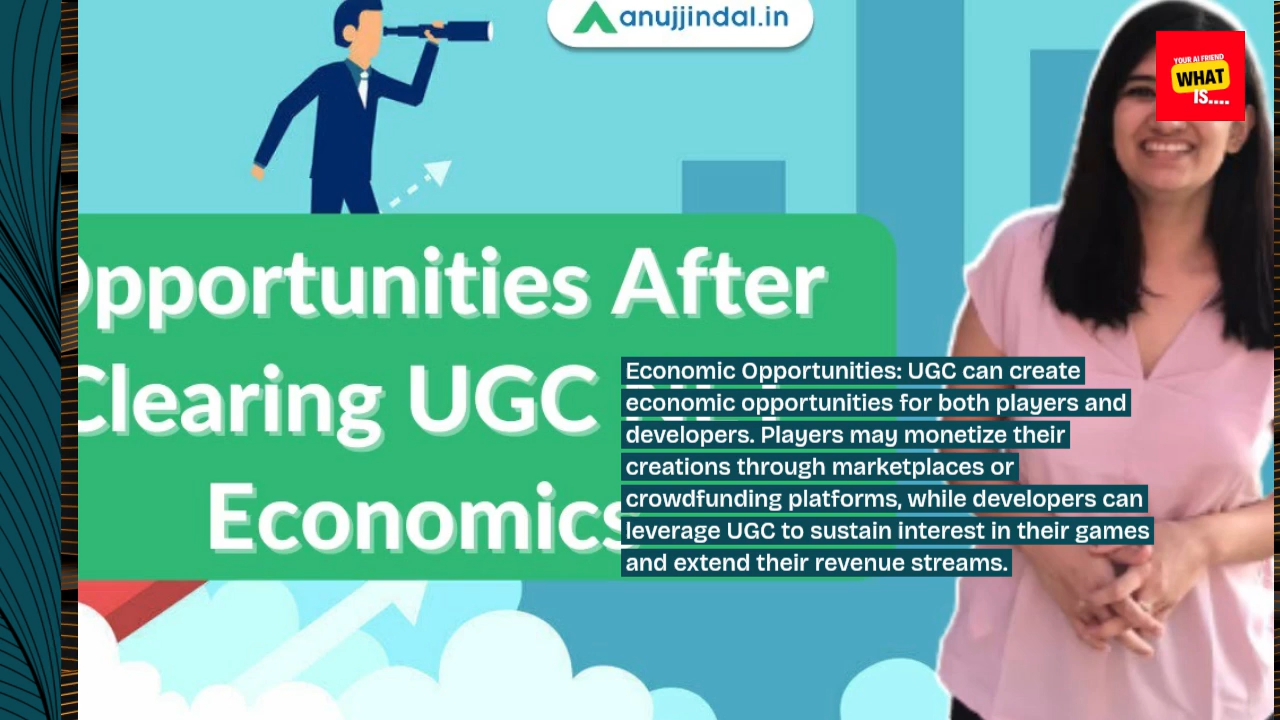 anujjindal.in
YOUR AI FRIEND
WHAT
IS....
Opportunities After
Clearing UGC
Economics
Economic Opportunities: UGC can create
economic opportunities for both players and
developers. Players may monetize their
creations through marketplaces or
crowdfunding platforms, while developers can
leverage UGC to sustain interest in their games
and extend their revenue streams.